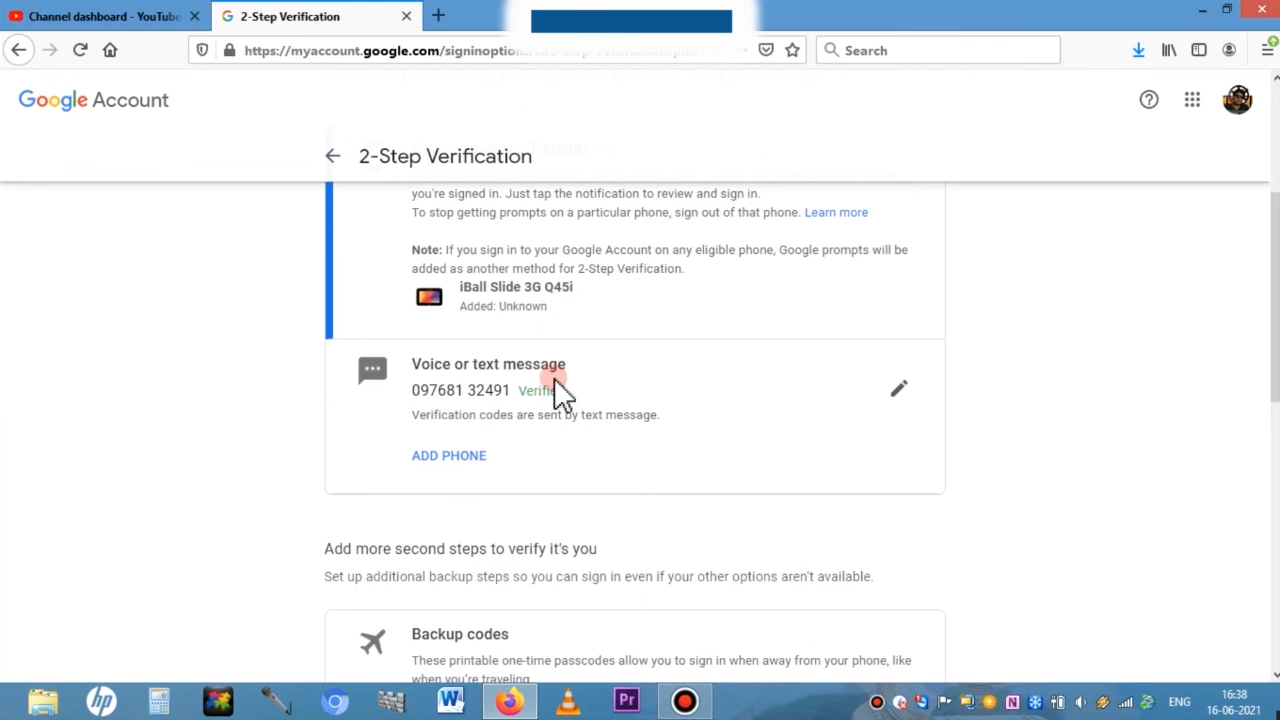 Channel dashboard - YouTube
2-Step Verification
https://myaccount.google.com/signinoptions/
Search
Google Account
2-Step Verification
you're signed in. Just tap the notification to review and sign in.
To stop getting prompts on a particular phone, sign out of that phone. Learn more
Note: If you sign in to your Google Account on any eligible phone, Google prompts will be
added as another method for 2-Step Verification.
iBall Slide 3G Q45i
Added: Unknown
Voice or text message
097681 32491 Verifie
Verification codes are sent by text message.
ADD PHONE
Add more second steps to verify it's you
Set up additional backup steps so you can sign in even if your other options aren't available.
Backup codes
These printable one-time passcodes allow you to sign in when away from your phone, like
when you're traveling.
ENG
16:38
16-06-2021